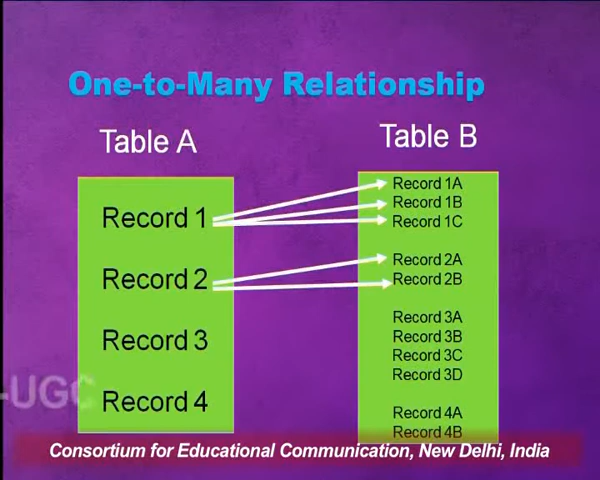 One-to-Many Relationship
Table A
Table B
Record 1
Record 2
Record 3
Record 4
Record 1A
Record 1B
Record 1C
Record 2A
Record 2B
Record 3A
Record 3B
Record 3C
Record 3D
Record 4A
Record 4B
-UGC
Consortium for Educational Communication, New Delhi, India